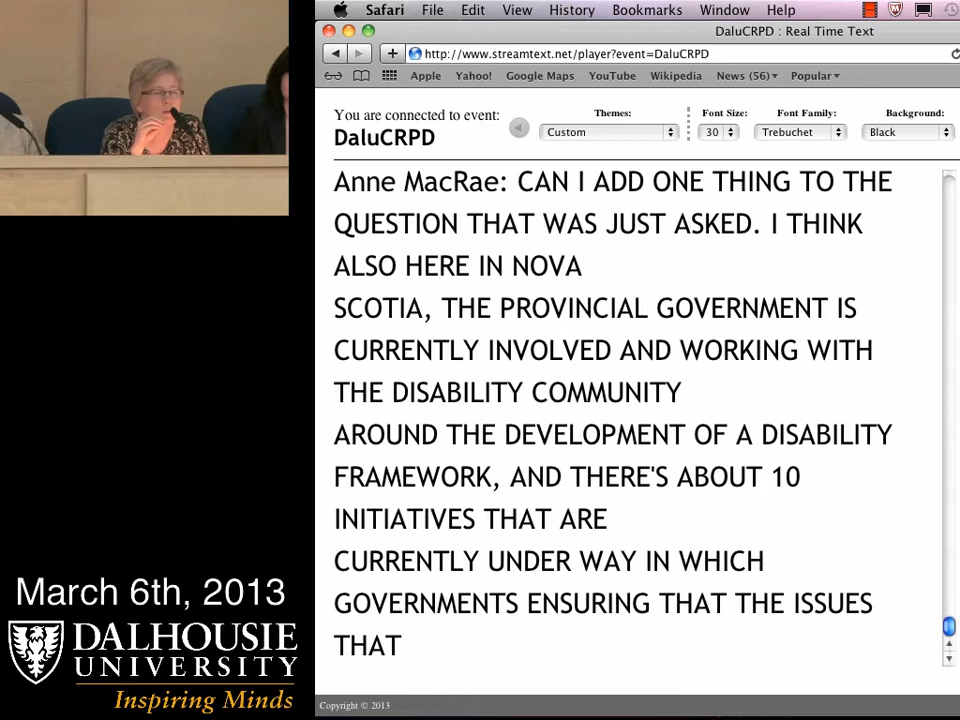 Safari File Edit View History Bookmarks Window Help
DaluCRPD : Real Time Text
http://www.streamtext.net/player?event=DaluCRPD
Apple Yahoo! Google Maps YouTube Wikipedia News (56) Popular
You are connected to event:
DaluCRPD
Themes: Font Size: Font Family: Background:
Custom 30 Trebuchet Black
Anne MacRae: CAN I ADD ONE THING TO THE
QUESTION THAT WAS JUST ASKED. I THINK
ALSO HERE IN NOVA
SCOTIA, THE PROVINCIAL GOVERNMENT IS
CURRENTLY INVOLVED AND WORKING WITH
THE DISABILITY COMMUNITY
AROUND THE DEVELOPMENT OF A DISABILITY
FRAMEWORK, AND THERE'S ABOUT 10
INITIATIVES THAT ARE
CURRENTLY UNDER WAY IN WHICH
GOVERNMENTS ENSURING THAT THE ISSUES
THAT
Copyright © 2013
March 6th, 2013
DALHOUSIE
UNIVERSITY
Inspiring Minds